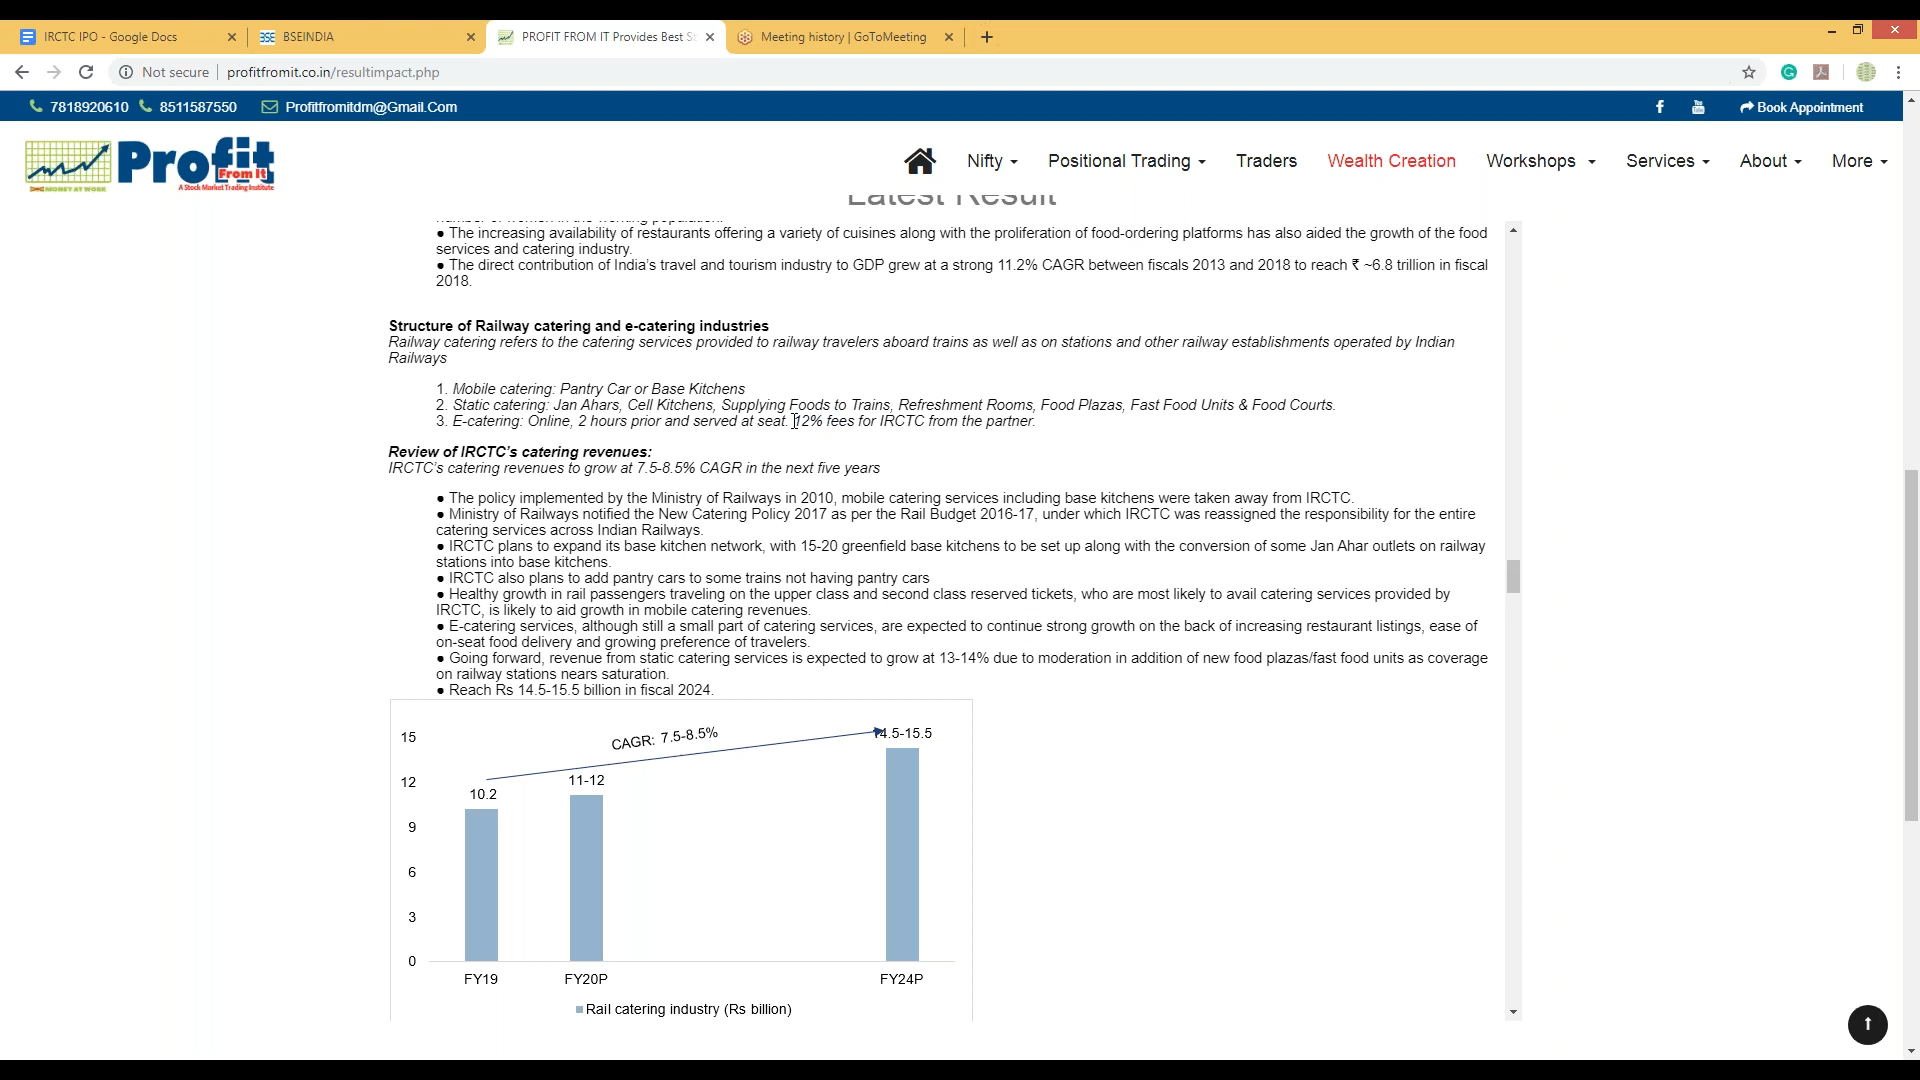 IRCTC IPO - Google Docs
BSEINDIA
PROFIT FROM IT Provides Best S
Meeting history | GoToMeeting
Not secure | profitfromit.co.in/resultimpact.php
7818920610 8511587550 Profitfromitdm@Gmail.Com
Book Appointment
Profit
From It
MONEY AT WORK
A Stock Market Trading Institute
Nifty Positional Trading Traders Wealth Creation Workshops Services About More
Latest Result
number of women in the working population.
● The increasing availability of restaurants offering a variety of cuisines along with the proliferation of food-ordering platforms has also aided the growth of the food
services and catering industry.
● The direct contribution of India’s travel and tourism industry to GDP grew at a strong 11.2% CAGR between fiscals 2013 and 2018 to reach ₹ ~6.8 trillion in fiscal
2018.
Structure of Railway catering and e-catering industries
Railway catering refers to the catering services provided to railway travelers aboard trains as well as on stations and other railway establishments operated by Indian
Railways
1. Mobile catering: Pantry Car or Base Kitchens
2. Static catering: Jan Ahars, Cell Kitchens, Supplying Foods to Trains, Refreshment Rooms, Food Plazas, Fast Food Units & Food Courts.
3. E-catering: Online, 2 hours prior and served at seat. 12% fees for IRCTC from the partner.
Review of IRCTC’s catering revenues:
IRCTC’s catering revenues to grow at 7.5-8.5% CAGR in the next five years
● The policy implemented by the Ministry of Railways in 2010, mobile catering services including base kitchens were taken away from IRCTC.
● Ministry of Railways notified the New Catering Policy 2017 as per the Rail Budget 2016-17, under which IRCTC was reassigned the responsibility for the entire
catering services across Indian Railways.
● IRCTC plans to expand its base kitchen network, with 15-20 greenfield base kitchens to be set up along with the conversion of some Jan Ahar outlets on railway
stations into base kitchens.
● IRCTC also plans to add pantry cars to some trains not having pantry cars
● Healthy growth in rail passengers traveling on the upper class and second class reserved tickets, who are most likely to avail catering services provided by
IRCTC, is likely to aid growth in mobile catering revenues.
● E-catering services, although still a small part of catering services, are expected to continue strong growth on the back of increasing restaurant listings, ease of
on-seat food delivery and growing preference of travelers.
● Going forward, revenue from static catering services is expected to grow at 13-14% due to moderation in addition of new food plazas/fast food units as coverage
on railway stations nears saturation.
● Reach Rs 14.5-15.5 billion in fiscal 2024.
CAGR: 7.5-8.5%
14.5-15.5
11-12
10.2
15
12
9
6
3
0
FY19 FY20P FY24P
Rail catering industry (Rs billion)